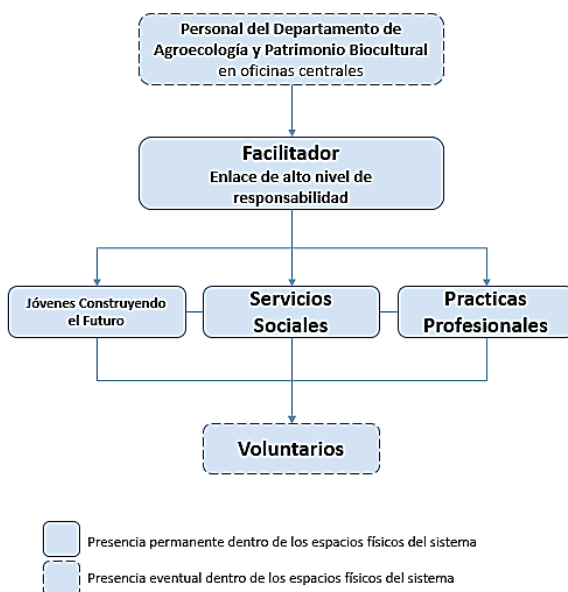 Personal del Departamento de
Agroecología y Patrimonio Biocultural
en oficinas centrales
Facilitador
Enlace de alto nivel de
responsabilidad
Jóvenes Construyendo
el Futuro
Servicios
Sociales
Practicas
Profesionales
Voluntarios
Presencia permanente dentro de los espacios físicos del sistema
Presencia eventual dentro de los espacios físicos del sistema